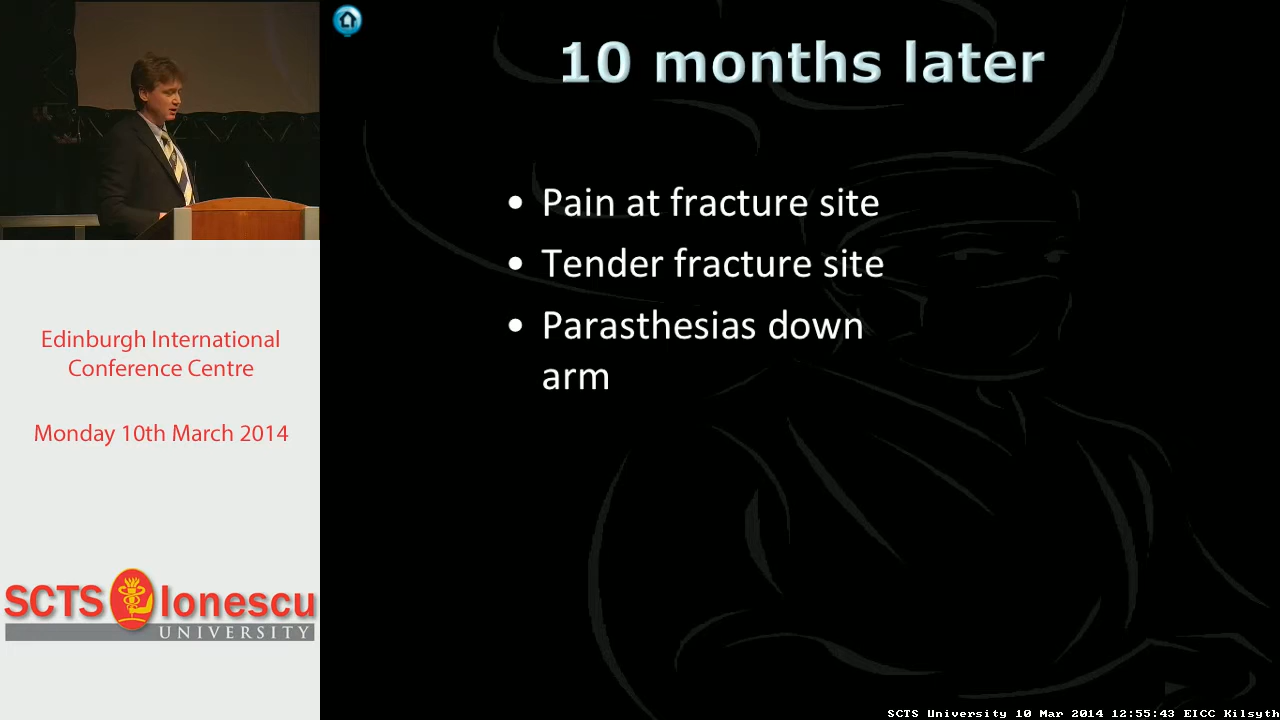 10 months later
• Pain at fracture site
• Tender fracture site
• Parasthesias down
arm
Edinburgh International
Conference Centre
Monday 10th March 2014
SCTS Ionescu
UNIVERSITY
SCTS University 10 Mar 2014 12:55:43 EICC Kilsyth